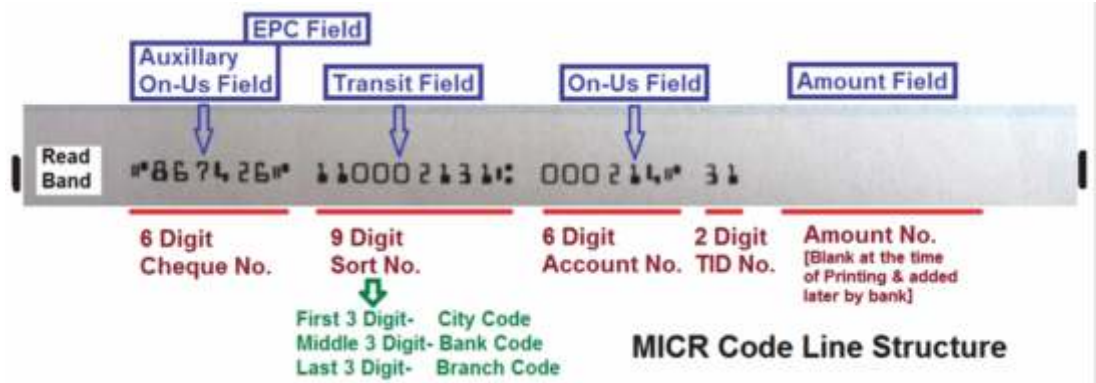 EPC Field
Auxillary
On-Us Field
Transit Field
On-Us Field
Amount Field
Read
Band
⑈867426⑈ 110002131⑆ 000214⑈ 31
6 Digit
Cheque No.
9 Digit
Sort No.
6 Digit
Account No.
2 Digit
TID No.
Amount No.
[Blank at the time
of Printing & added
later by bank]
First 3 Digit- City Code
Middle 3 Digit- Bank Code
Last 3 Digit- Branch Code
MICR Code Line Structure